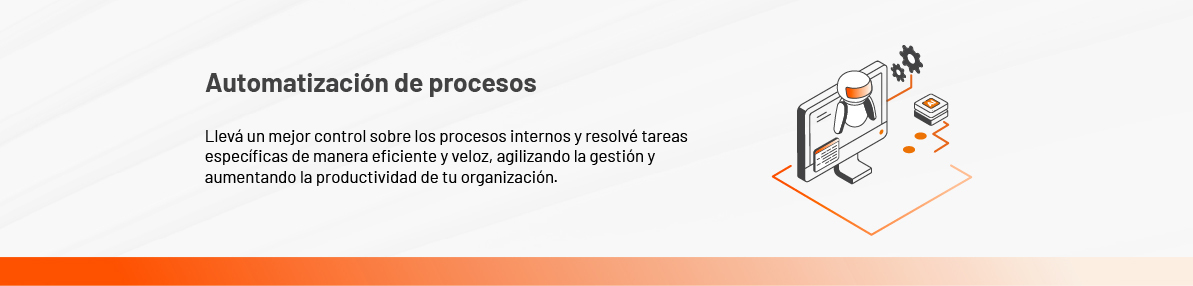 Automatización de procesos
Llevá un mejor control sobre los procesos internos y resolvé tareas
específicas de manera eficiente y veloz, agilizando la gestión y
aumentando la productividad de tu organización.